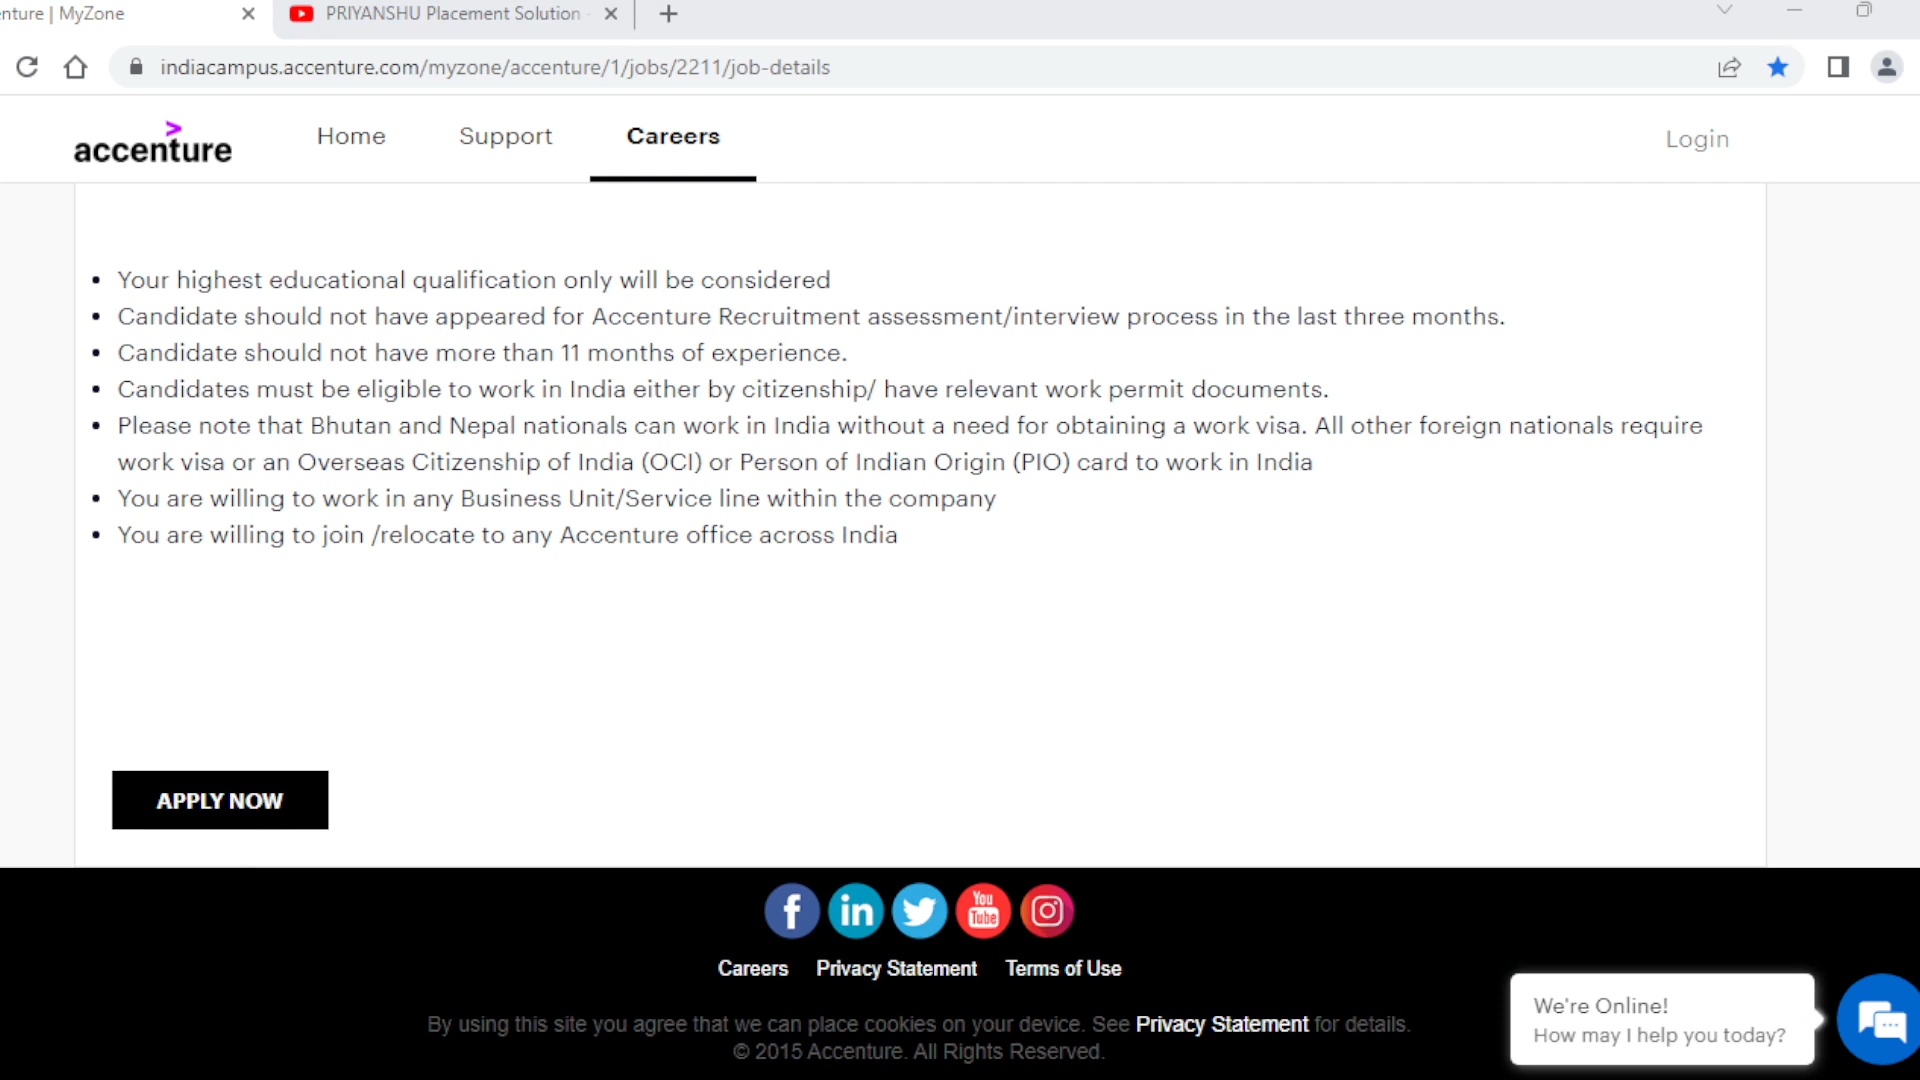 nture | MyZone
PRIYANSHU Placement Solution
indiacampus.accenture.com/myzone/accenture/1/jobs/2211/job-details
accenture
Home
Support
Careers
Login
Your highest educational qualification only will be considered
Candidate should not have appeared for Accenture Recruitment assessment/interview process in the last three months.
Candidate should not have more than 11 months of experience.
Candidates must be eligible to work in India either by citizenship/ have relevant work permit documents.
Please note that Bhutan and Nepal nationals can work in India without a need for obtaining a work visa. All other foreign nationals require
work visa or an Overseas Citizenship of India (OCI) or Person of Indian Origin (PIO) card to work in India
You are willing to work in any Business Unit/Service line within the company
You are willing to join /relocate to any Accenture office across India
APPLY NOW
You
Tube
Careers Privacy Statement Terms of Use
By using this site you agree that we can place cookies on your device. See Privacy Statement for details.
© 2015 Accenture. All Rights Reserved.
We're Online!
How may I help you today?